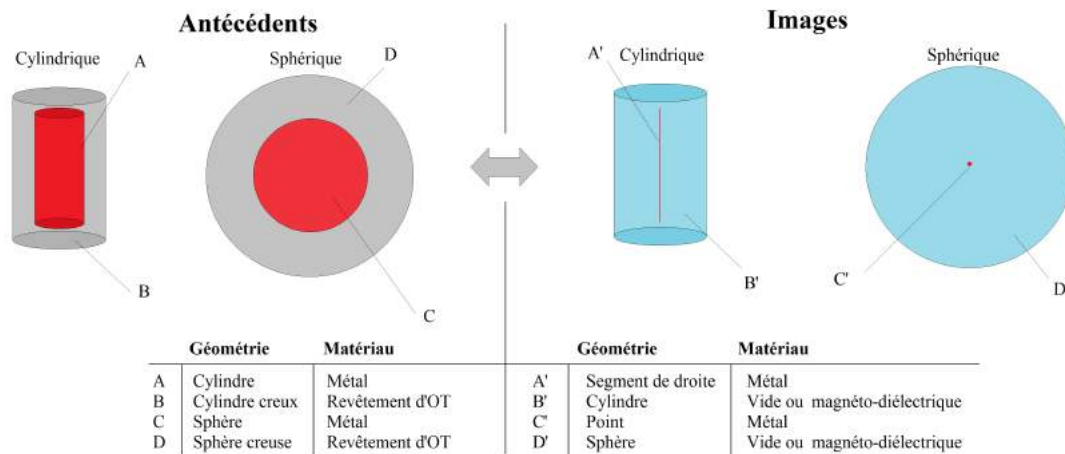 Antécédents
Images
Cylindrique
A
Sphérique
D
A'
Cylindrique
Sphérique
B
C
B'
C'
D
Géométrie Matériau
A Cylindre Métal
B Cylindre creux Revêtement d'OT
C Sphère Métal
D Sphère creuse Revêtement d'OT
Géométrie Matériau
A' Segment de droite Métal
B' Cylindre Vide ou magnéto-diélectrique
C' Point Métal
D' Sphère Vide ou magnéto-diélectrique